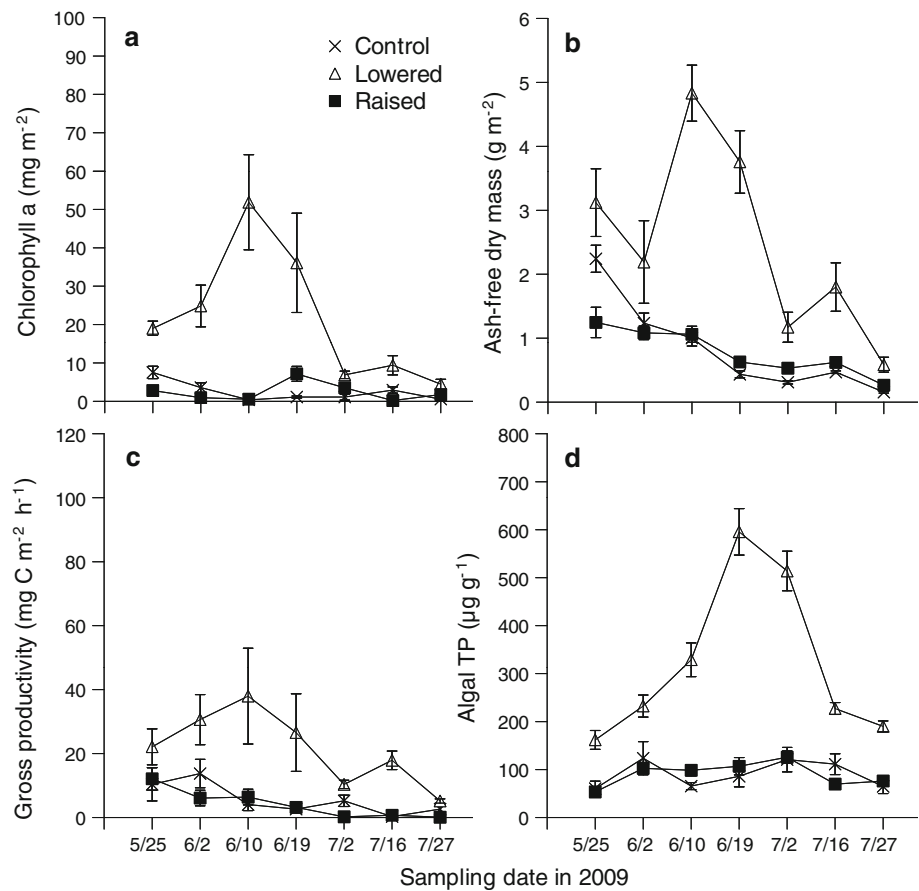 a
Control
Lowered
Raised
Chlorophyll a (mg m-2)
100
90
80
70
60
50
40
30
20
10
0
b
Ash-free dry mass (g m-2)
6
5
4
3
2
1
0
c
Gross productivity (mg C m-2 h-1)
120
100
80
60
40
20
0
5/25 6/2 6/10 6/19 7/2 7/16 7/27
d
Algal TP (µg g-1)
800
700
600
500
400
300
200
100
0
5/25 6/2 6/10 6/19 7/2 7/16 7/27
Sampling date in 2009